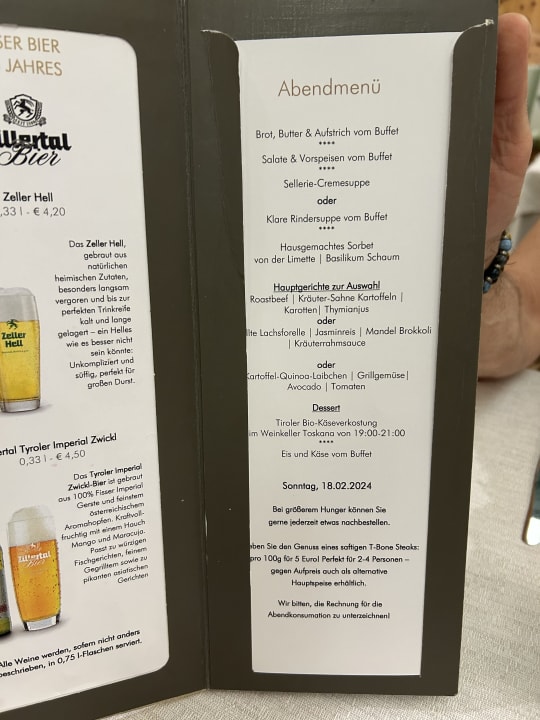 SER BIER
JAHRES
illertal
Bier
Zeller Hell
,33 l - € 4,20
Das Zeller Hell,
gebraut aus
natürlichen
heimischen Zutaten,
besonders langsam
vergoren und bis zur
perfekten Trinkreife
kalt und lange
gelagert – ein Helles
wie es besser nicht
sein könnte:
Unkompliziert und
süffig, perfekt für
großen Durst.
Zeller
Hell
ertal Tyroler Imperial Zwickl
0,33 l - € 4,50
Das Tyroler Imperial
Zwickl-Bier ist gebraut
aus 100% Fisser Imperial
Gerste und feinstem
österreichischem
Aromahopfen. Kraftvoll-
fruchtig mit einem Hauch
Mango und Maracuja.
Passt zu würzigen
Fischgerichten, feinem
Gegrilltem sowie zu
pikanten asiatischen
Gerichten
Zillertal
Bier
Alle Weine werden, sofern nicht anders
beschrieben, in 0,75 l-Flaschen serviert.
Abendmenü
Brot, Butter & Aufstrich vom Buffet
****
Salate & Vorspeisen vom Buffet
****
Sellerie-Cremesuppe
oder
Klare Rindersuppe vom Buffet
****
Hausgemachtes Sorbet
von der Limette | Basilikum Schaum
Hauptgerichte zur Auswahl
Roastbeef | Kräuter-Sahne Kartoffeln |
Karotten| Thymianjus
oder
lte Lachsforelle | Jasminreis | Mandel Brokkoli
| Kräuterrahmsauce
oder
Kartoffel-Quinoa-Laibchen | Grillgemüse|
Avocado | Tomaten
Dessert
Tiroler Bio-Käseverkostung
im Weinkeller Toskana von 19:00-21:00
****
Eis und Käse vom Buffet
Sonntag, 18.02.2024
Bei größerem Hunger können Sie
gerne jederzeit etwas nachbestellen.
eben Sie den Genuss eines saftigen T-Bone Steaks:
pro 100g für 5 Euro! Perfekt für 2-4 Personen –
gegen Aufpreis auch als alternative
Hauptspeise erhältlich.
Wir bitten, die Rechnung für die
Abendkonsumation zu unterzeichnen!